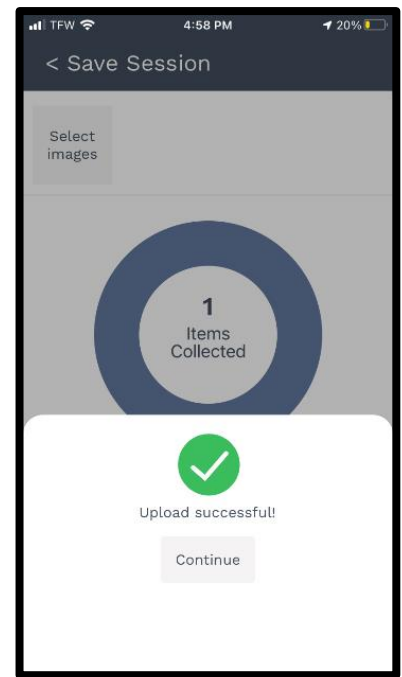 TFW 4:58 PM 20%
< Save Session
Select
images
1
Items
Collected
Upload successful!
Continue